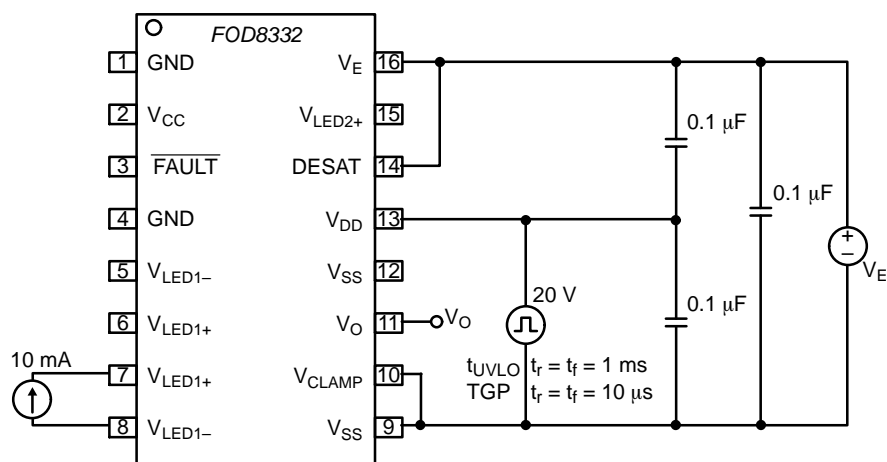 FOD8332
1 GND
2 VCC
3 FAULT
4 GND
5 VLED1–
6 VLED1+
7 VLED1+
8 VLED1–
VE 16
VLED2+ 15
DESAT 14
VDD 13
VSS 12
VO 11
VCLAMP 10
VSS 9
10 mA
VO
20 V
tUVLO tr = tf = 1 ms
TGP tr = tf = 10 μs
0.1 μF
0.1 μF
0.1 μF
+
–
VE